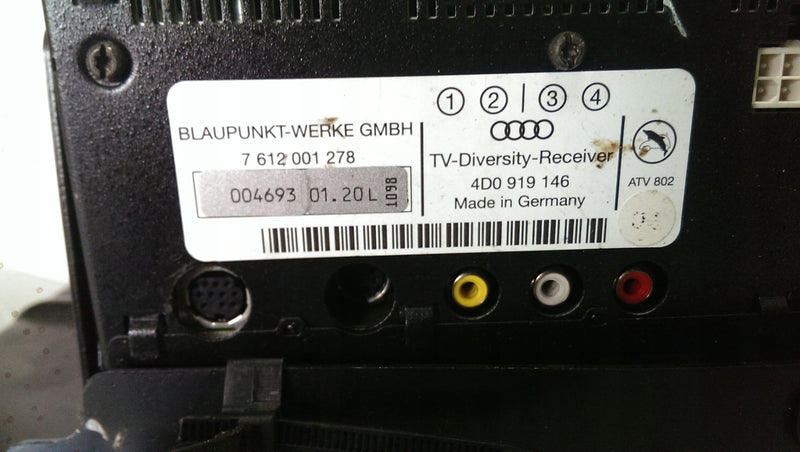 ① ② | ③ ④
BLAUPUNKT-WERKE GMBH
7 612 001 278
004693 01.20 L 1098
TV-Diversity-Receiver
4D0 919 146
Made in Germany
ATV 802